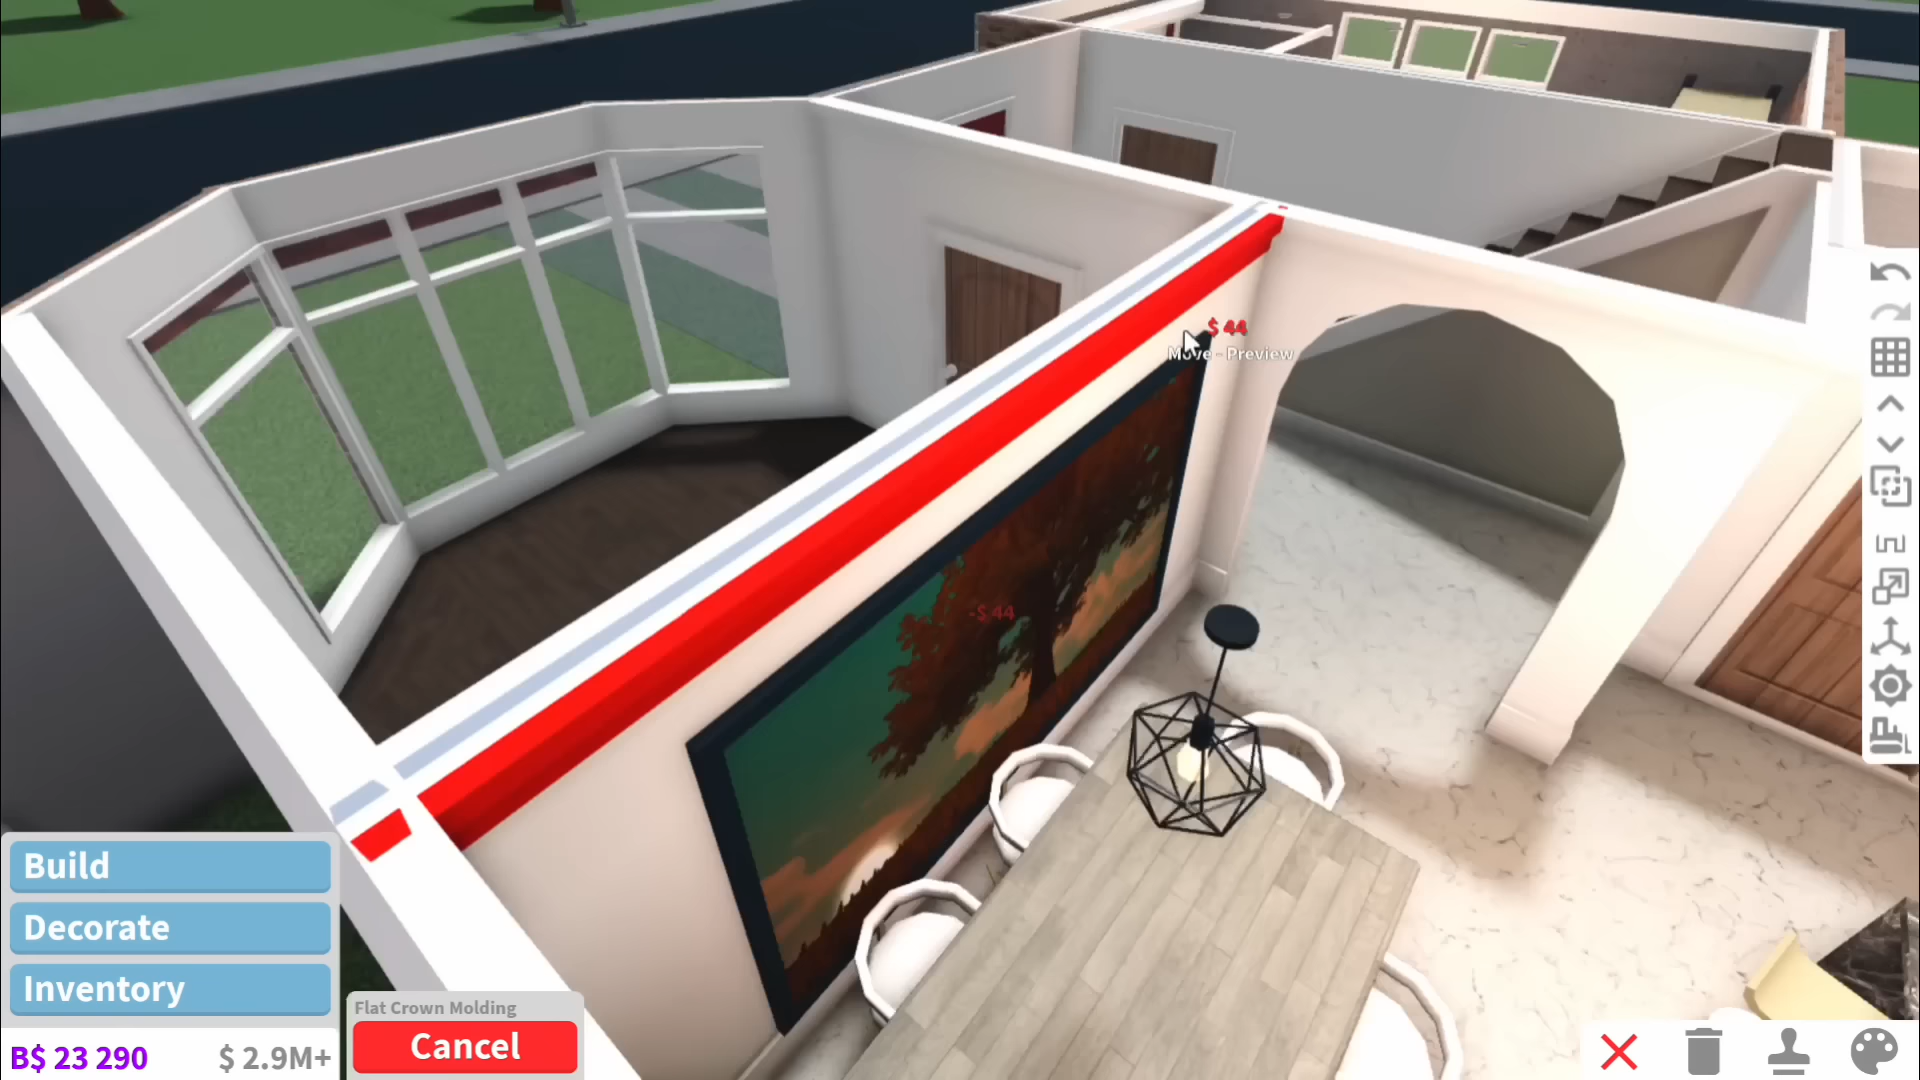 $ 44
Move - Preview
-$ 44
Build
Decorate
Inventory
B$ 23 290 $ 2.9M+
Flat Crown Molding
Cancel